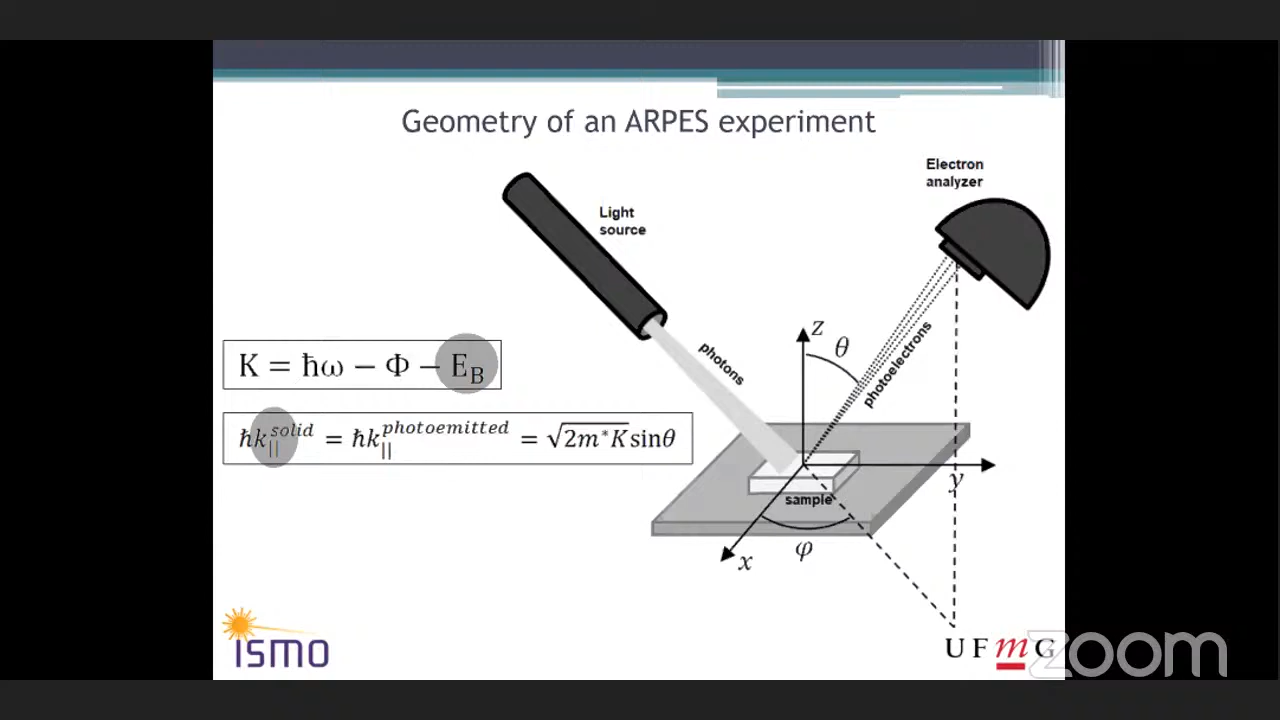 Geometry of an ARPES experiment
Electron
analyzer
Light
source
photons
z
θ
photoelectrons
K = ħω − Φ − E_B
ħk_||^solid = ħk_||^photoemitted = √(2m*K) sinθ
sample
y
x
φ
ismo
UFmG
zoom